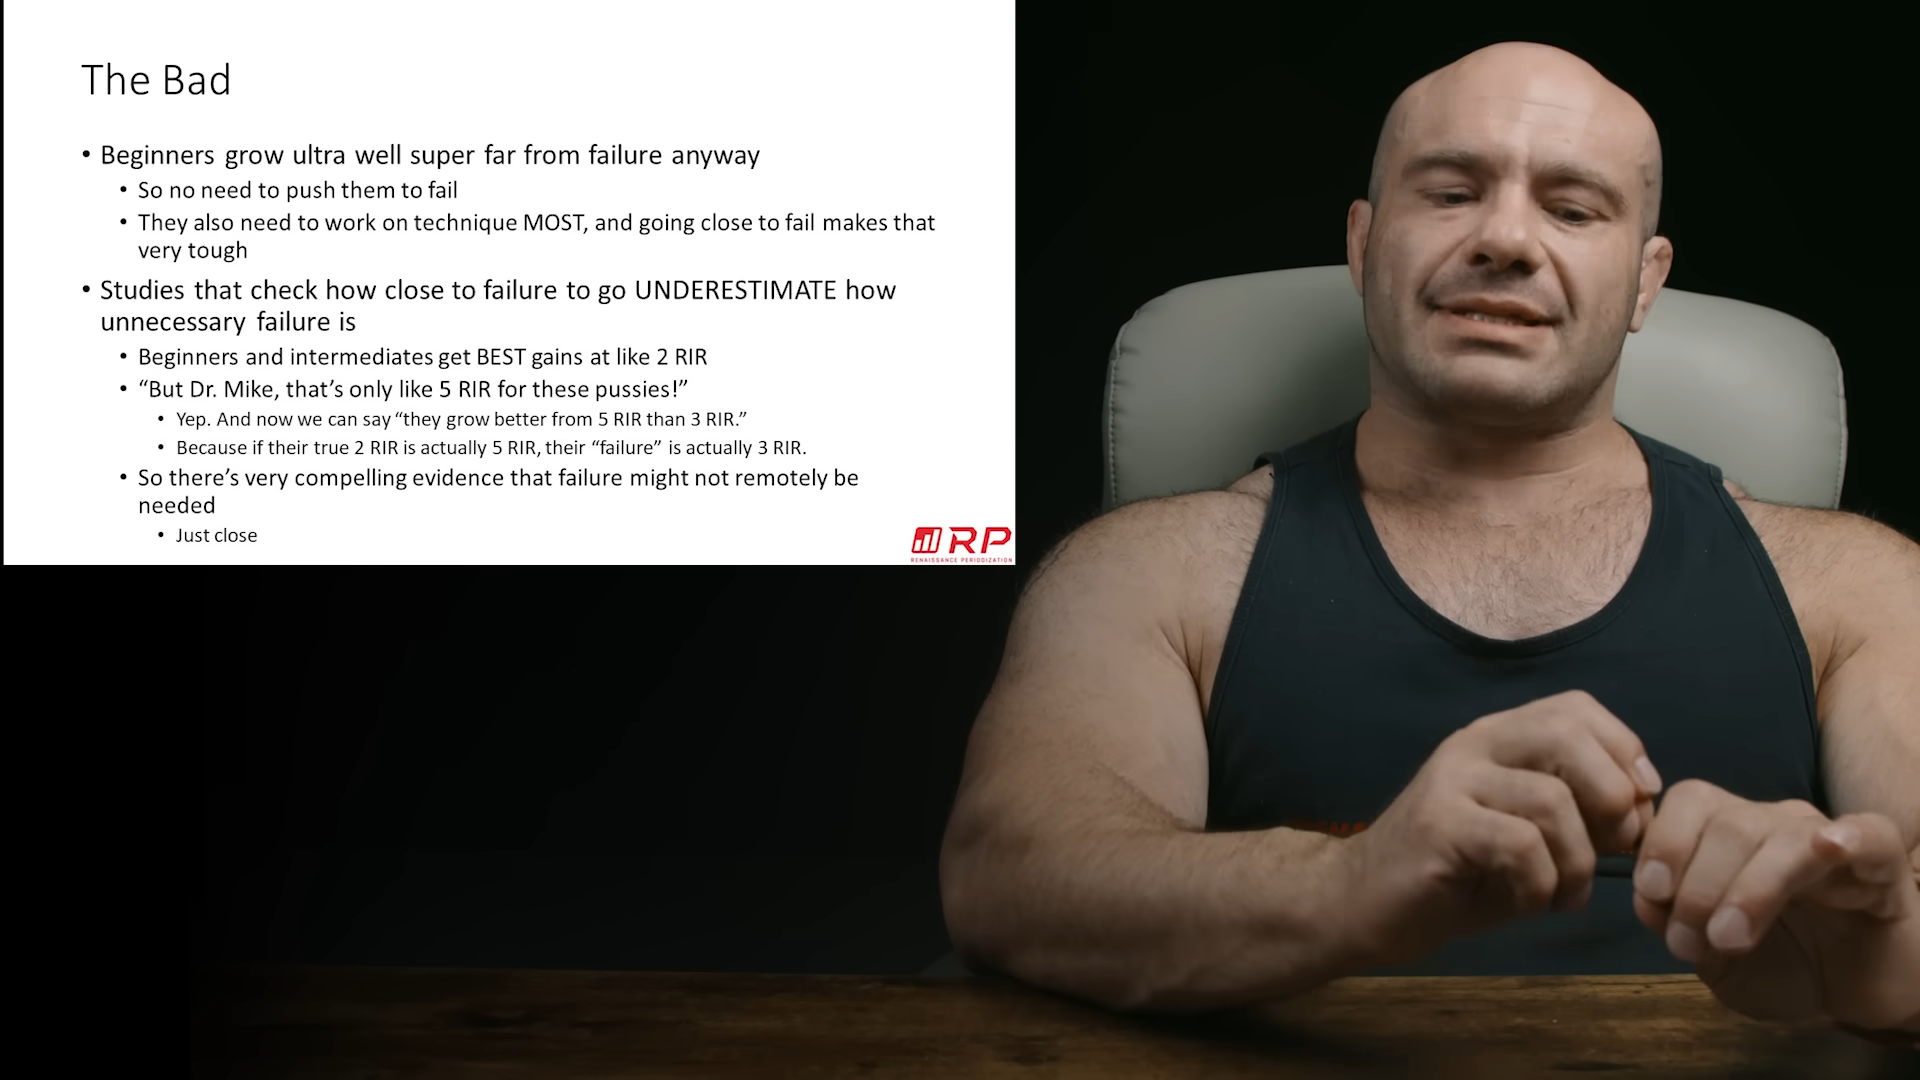 The Bad
• Beginners grow ultra well super far from failure anyway
• So no need to push them to fail
• They also need to work on technique MOST, and going close to fail makes that
very tough
• Studies that check how close to failure to go UNDERESTIMATE how
unnecessary failure is
• Beginners and intermediates get BEST gains at like 2 RIR
• “But Dr. Mike, that’s only like 5 RIR for these pussies!”
• Yep. And now we can say “they grow better from 5 RIR than 3 RIR.”
• Because if their true 2 RIR is actually 5 RIR, their “failure” is actually 3 RIR.
• So there’s very compelling evidence that failure might not remotely be
needed
• Just close
RP
RENAISSANCE PERIODIZATION